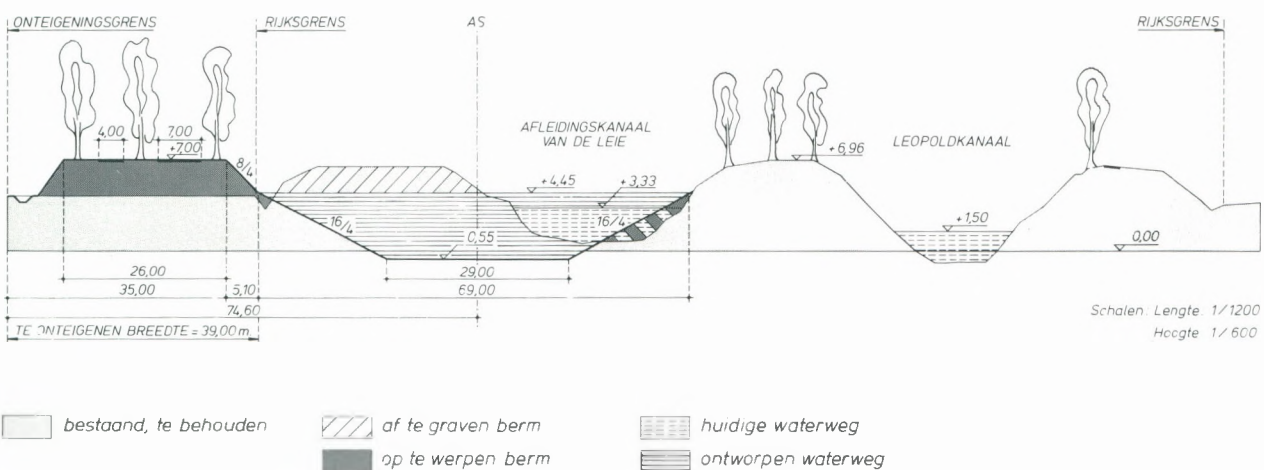 ONTEIGENINGSGRENS RIJKSGRENS AS RIJKSGRENS
4,00 7,00
+7,00
8/4
AFLEIDINGSKANAAL
VAN DE LEIE
LEOPOLDKANAAL
+6,96
+4,45 +3,33
16/4 16/4
+1,50
0,55 0,00
26,00 29,00
35,00 5,10 69,00
74,60
TE ONTEIGENEN BREEDTE = 39,00 m.
Schalen: Lengte 1/1200
Hoogte 1/600
bestaand, te behouden af te graven berm huidige waterweg
op te werpen berm ontworpen waterweg